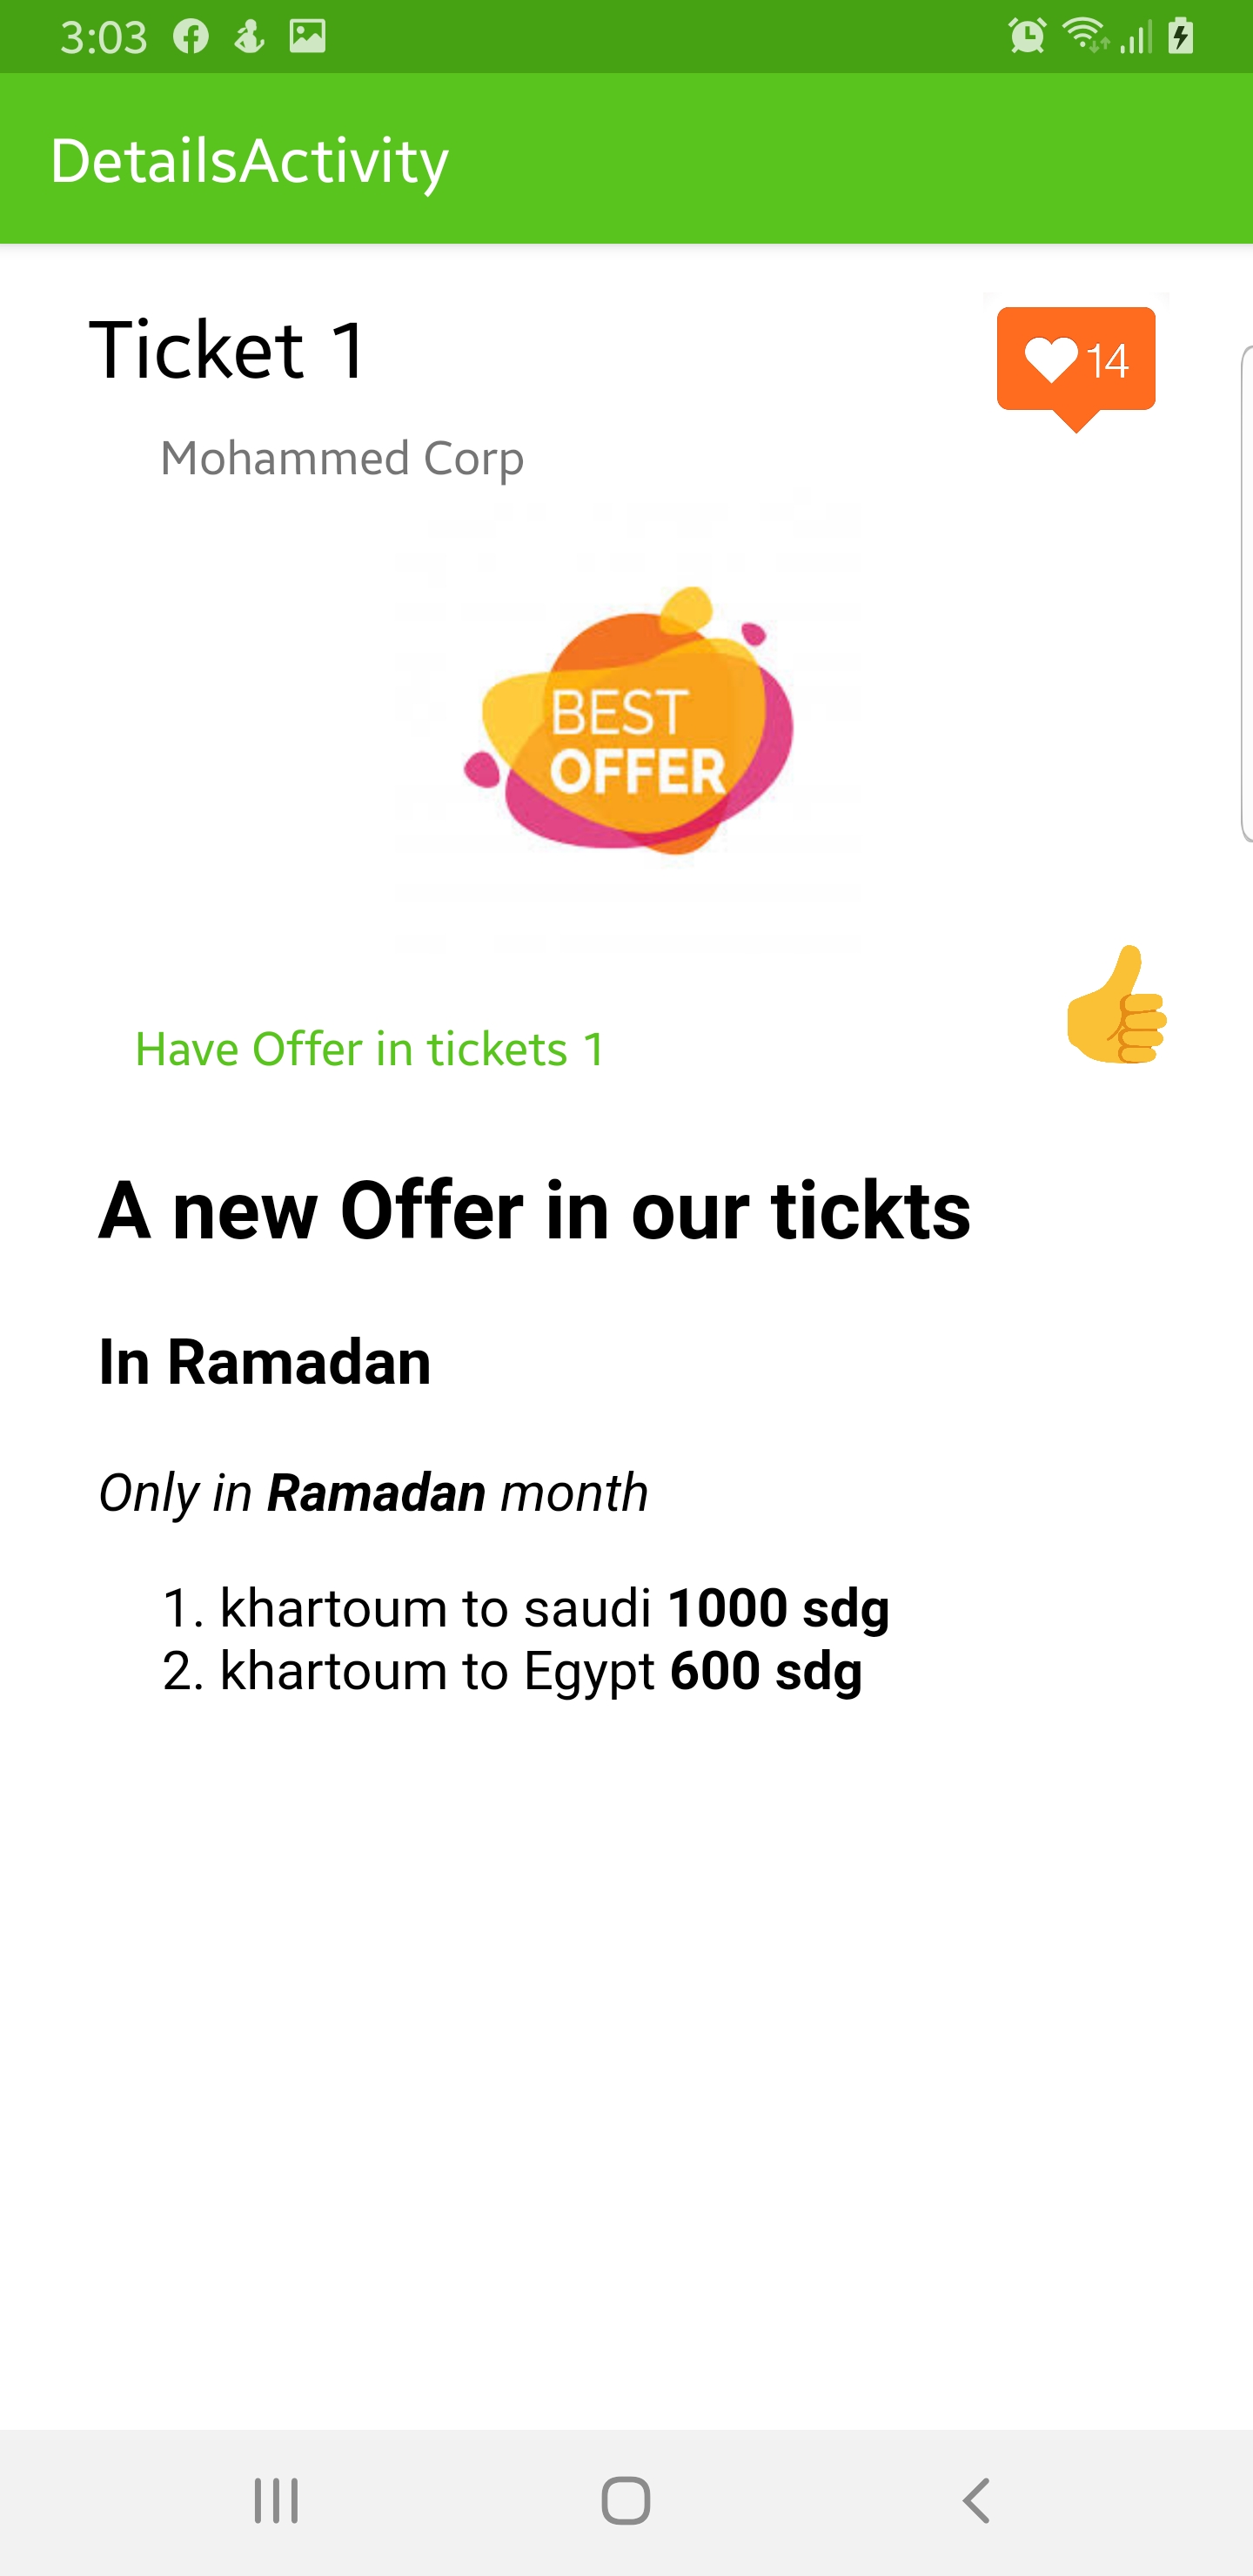 3:03
DetailsActivity
Ticket 1
14
Mohammed Corp
BEST
OFFER
Have Offer in tickets 1
A new Offer in our tickts
In Ramadan
Only in Ramadan month
1. khartoum to saudi 1000 sdg
2. khartoum to Egypt 600 sdg